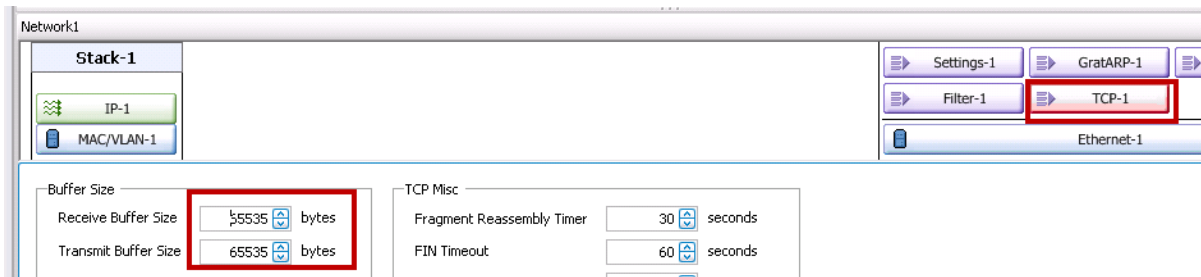 Network1
Stack-1
Settings-1 GratARP-1
IP-1 Filter-1 TCP-1
MAC/VLAN-1 Ethernet-1
Buffer Size TCP Misc
Receive Buffer Size 65535 bytes Fragment Reassembly Timer 30 seconds
Transmit Buffer Size 65535 bytes FIN Timeout 60 seconds